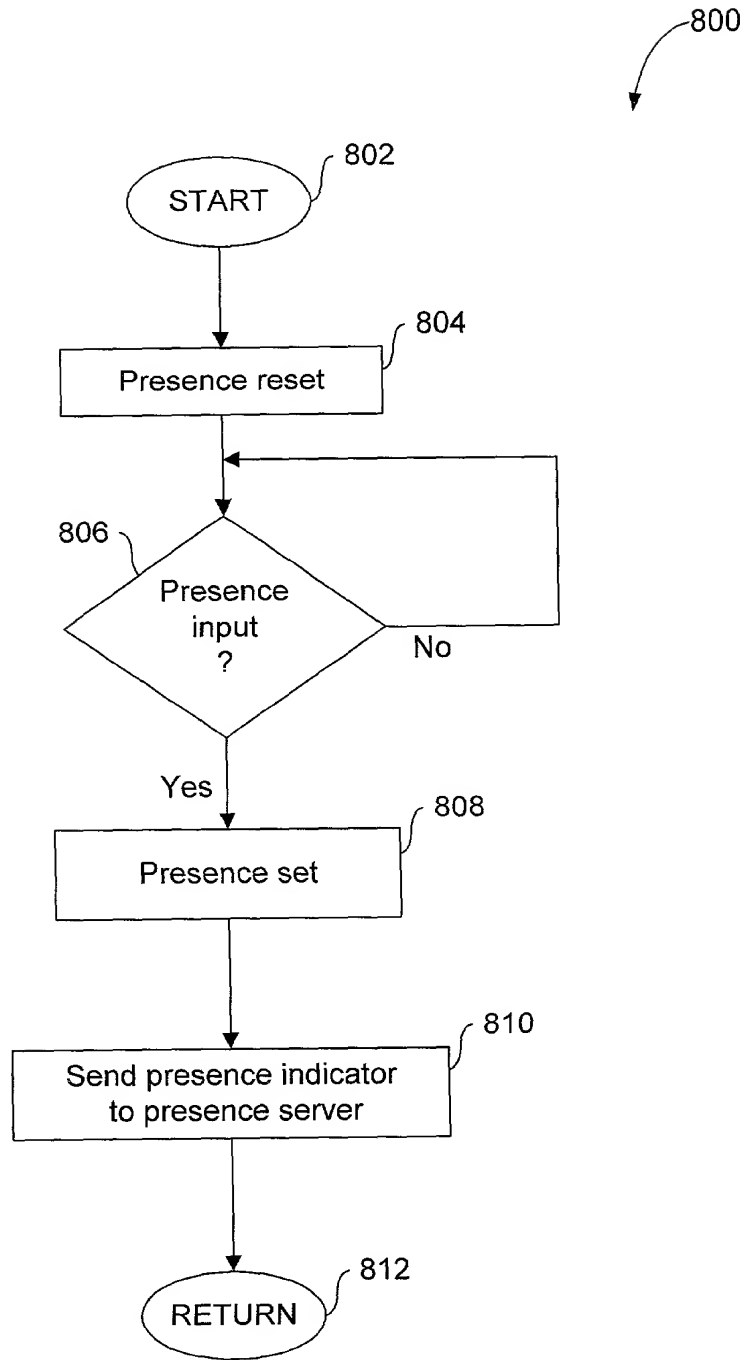 800
802
START
804
Presence reset
806
Presence
input
?
No
Yes
808
Presence set
810
Send presence indicator
to presence server
812
RETURN